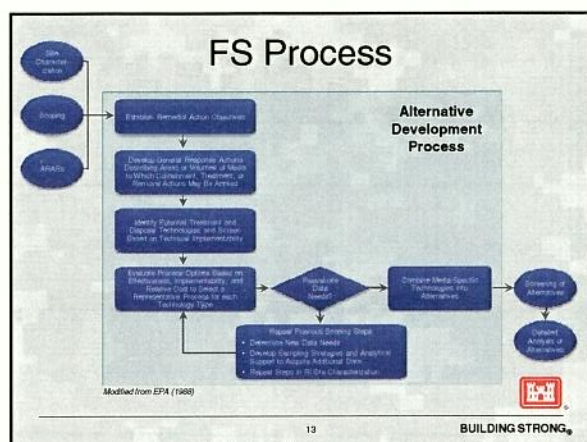 FS Process
Site
Character-
ization
Scoping
ARARs
Alternative
Development
Process
Establish Remedial Action Objectives
Develop General Response Actions
Describing Areas or Volumes of Media
to Which Containment, Treatment, or
Removal Actions May Be Applied
Identify Potential Treatment and
Disposal Technologies and Screen
Based on Technical Implementability
Evaluate Process Options Based on
Effectiveness, Implementability, and
Relative Cost to Select a
Representative Process for each
Technology Type
Reevaluate
Data
Needs?
Combine Media-Specific
Technologies into
Alternatives
Screening of
Alternatives
Detailed
Analysis of
Alternatives
Repeat Previous Scoping Steps
• Determine New Data Needs
• Develop Sampling Strategies and Analytical
Support to Acquire Additional Data
• Repeat Steps in RI Site Characterization
Modified from EPA (1988)
13
BUILDING STRONG®